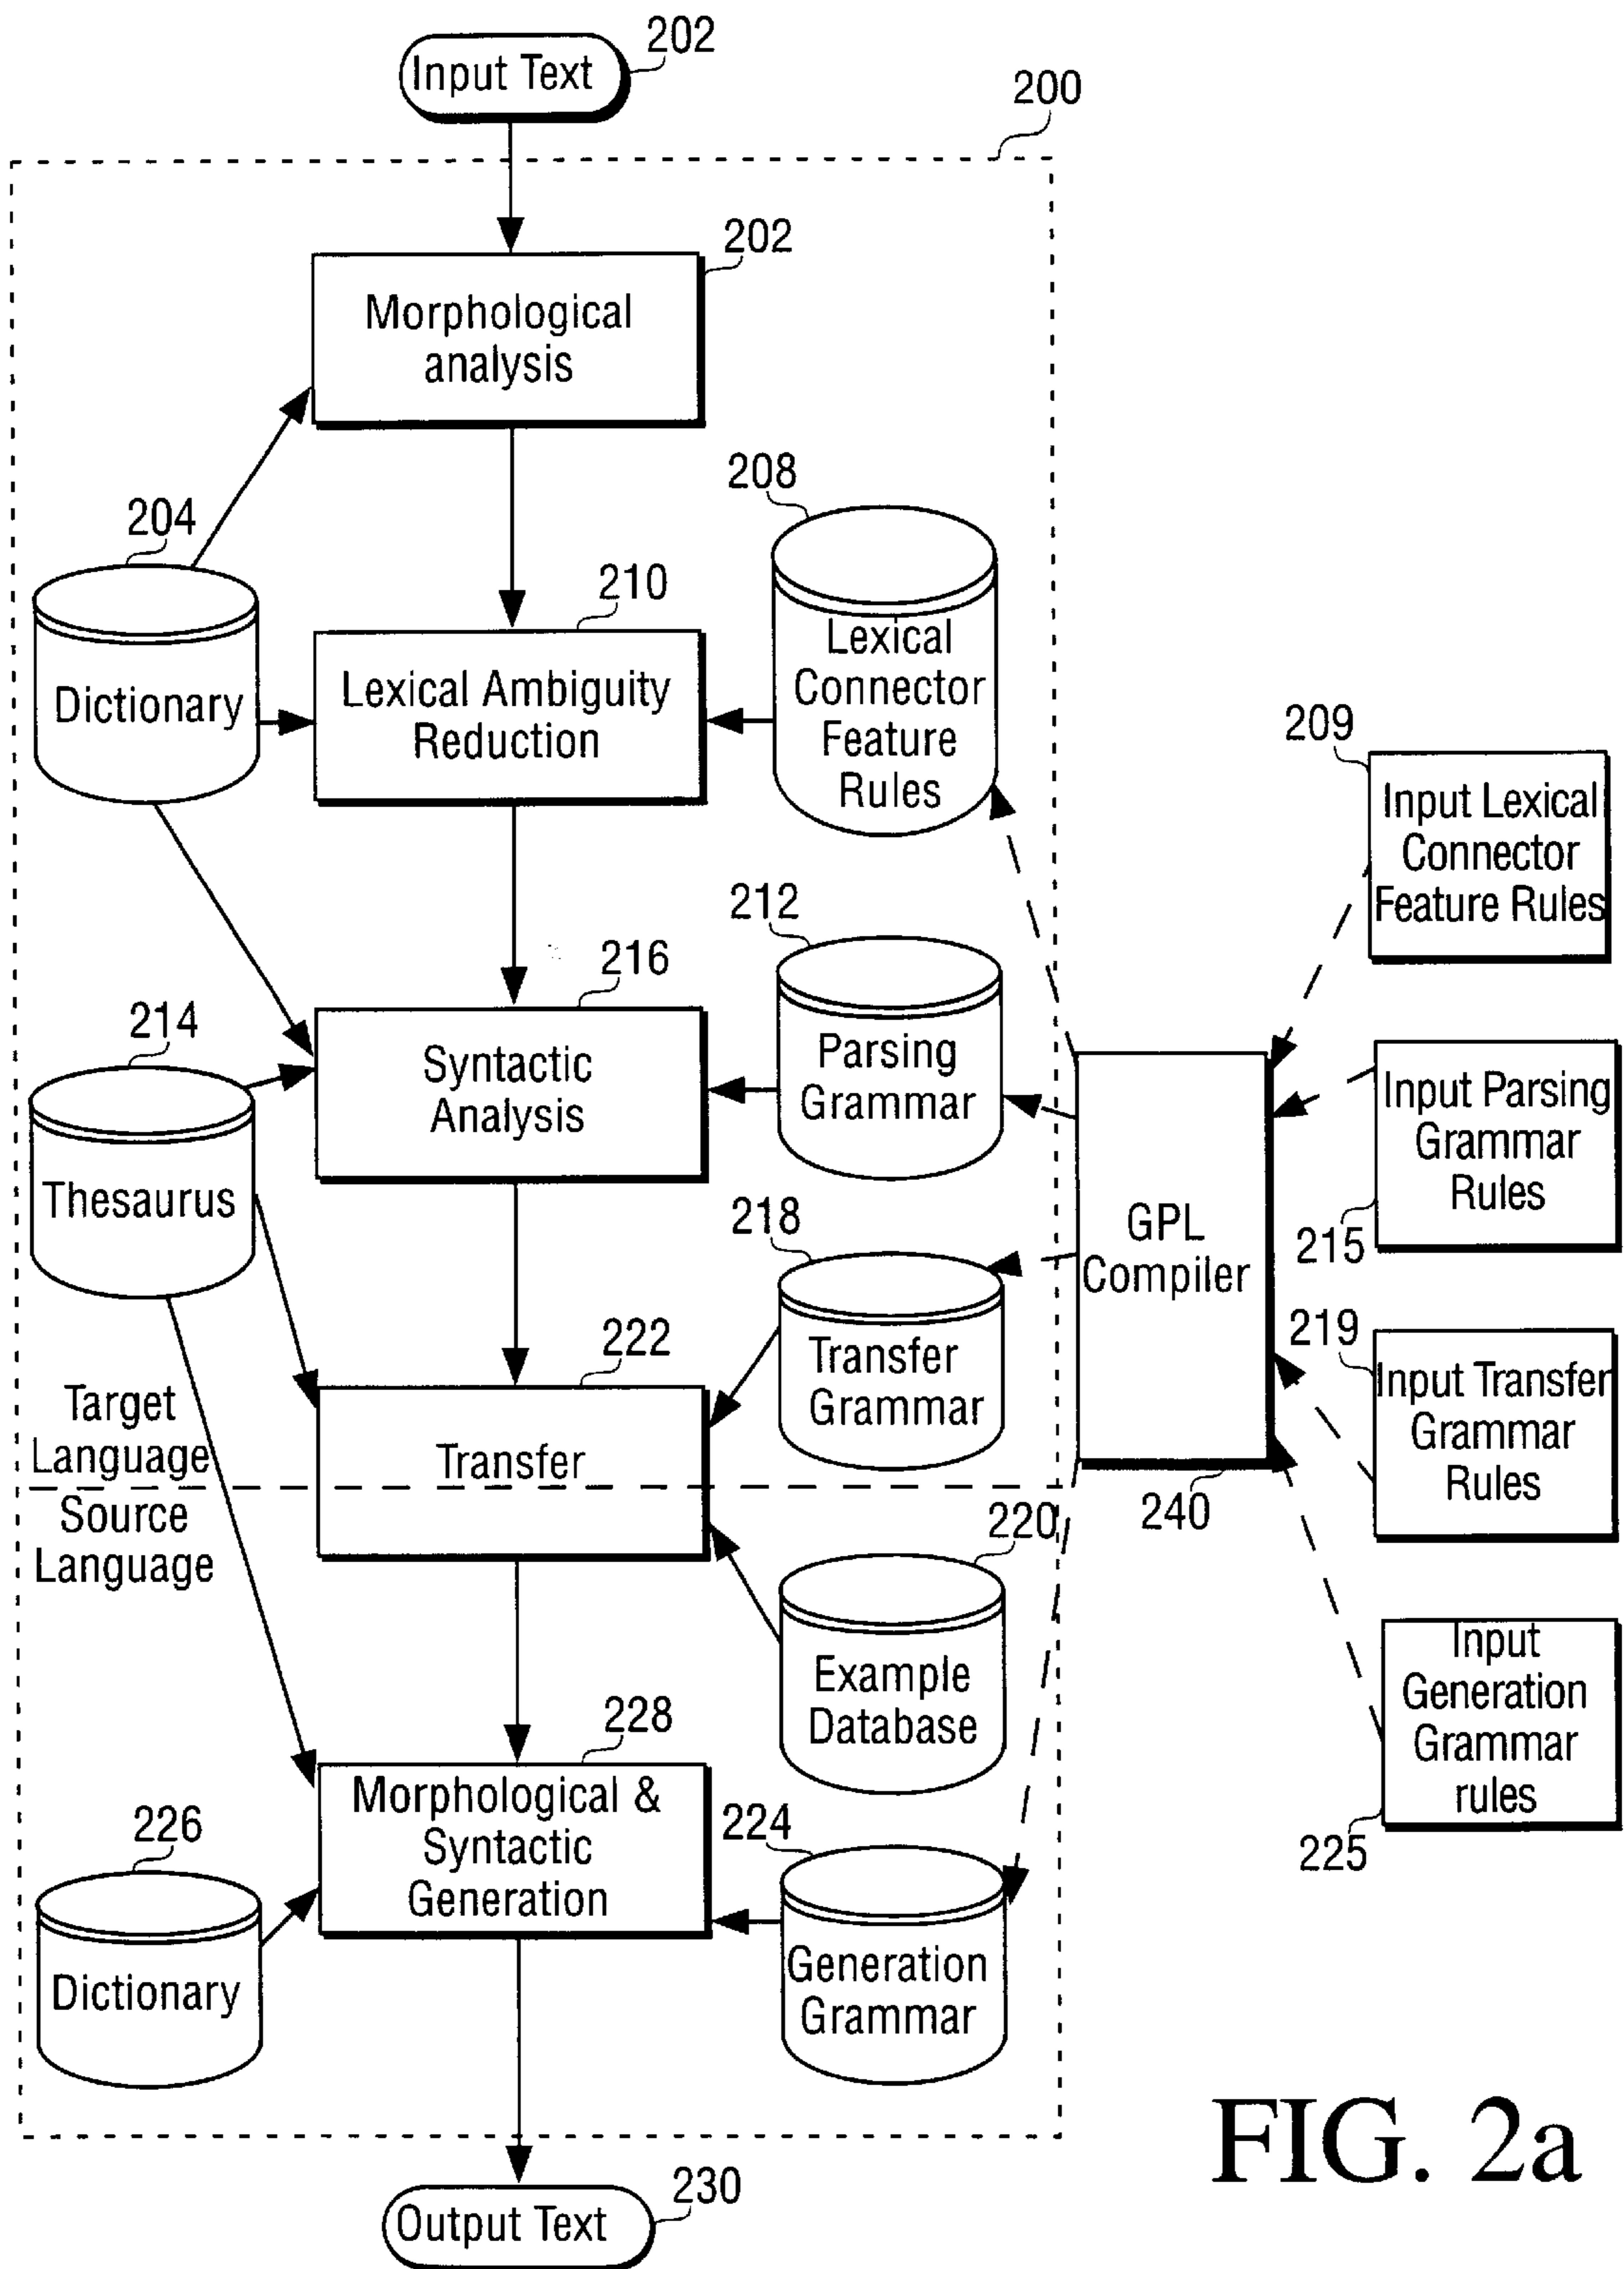 202
Input Text
200
202
Morphological
analysis
208
204
210
Lexical
Connector
Feature
Rules
Dictionary
Lexical Ambiguity
Reduction
209
Input Lexical
Connector
Feature Rules
212
216
214
Syntactic
Analysis
Parsing
Grammar
Input Parsing
Grammar
Rules
215
Thesaurus
218
GPL
Compiler
222
219
Transfer
Grammar
Input Transfer
Grammar
Rules
Target
Language
Transfer
Source
Language
220
240
Example
Database
Input
Generation
Grammar
rules
225
228
Morphological &
Syntactic
Generation
224
226
Dictionary
Generation
Grammar
FIG. 2a
230
Output Text